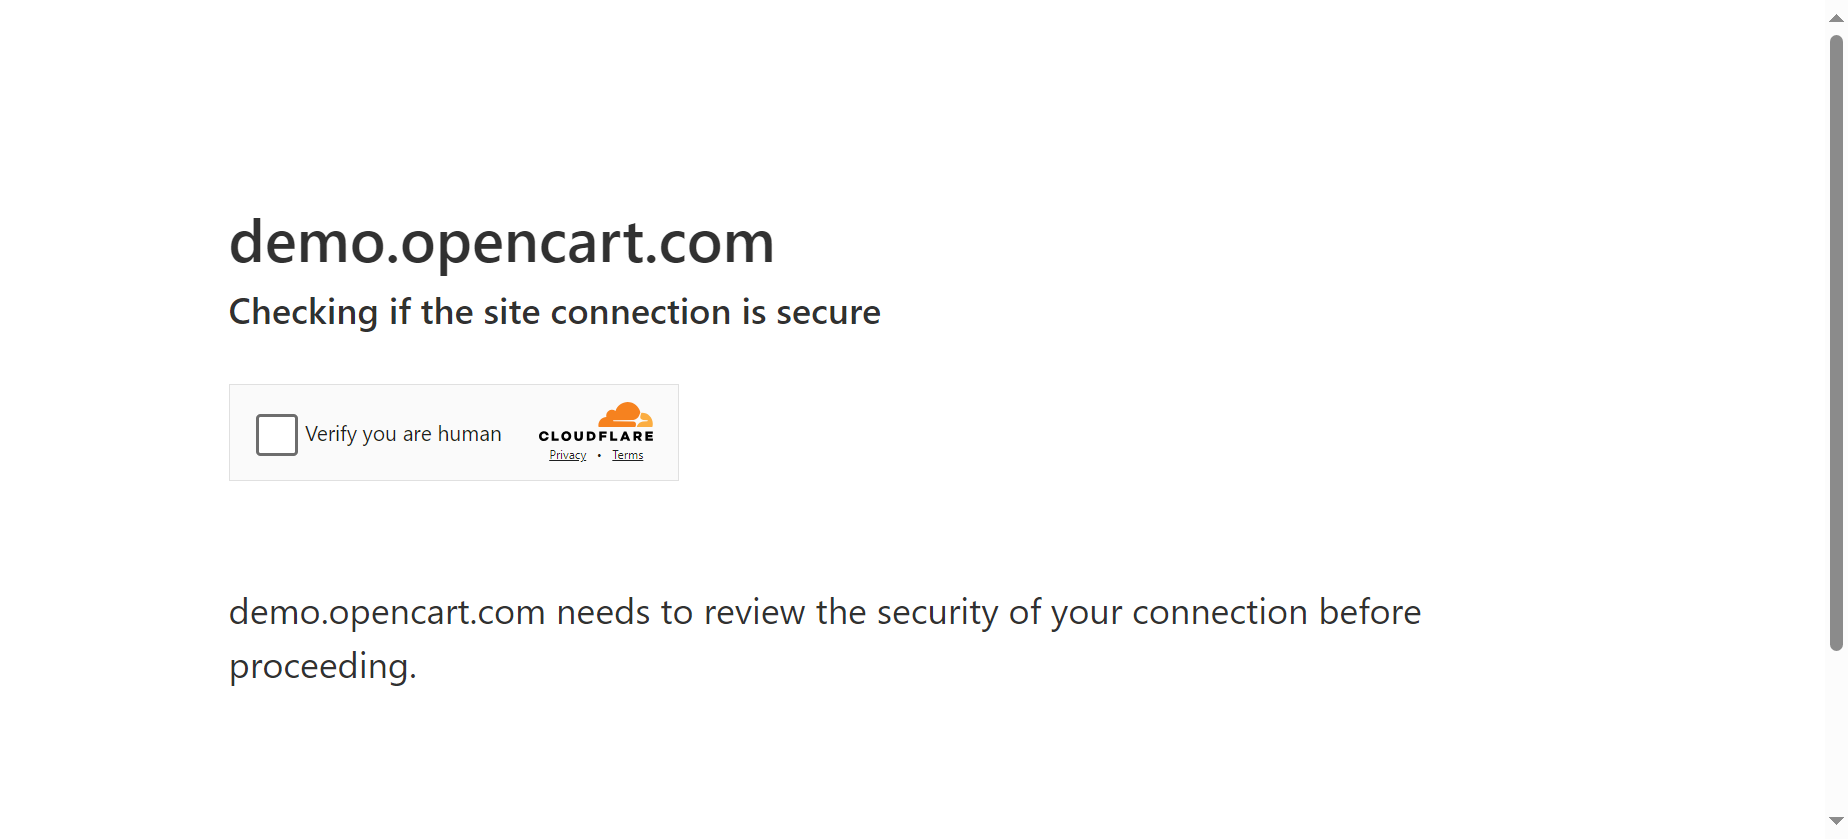 demo.opencart.com
Checking if the site connection is secure
Verify you are human
CLOUDFLARE
Privacy • Terms
demo.opencart.com needs to review the security of your connection before
proceeding.